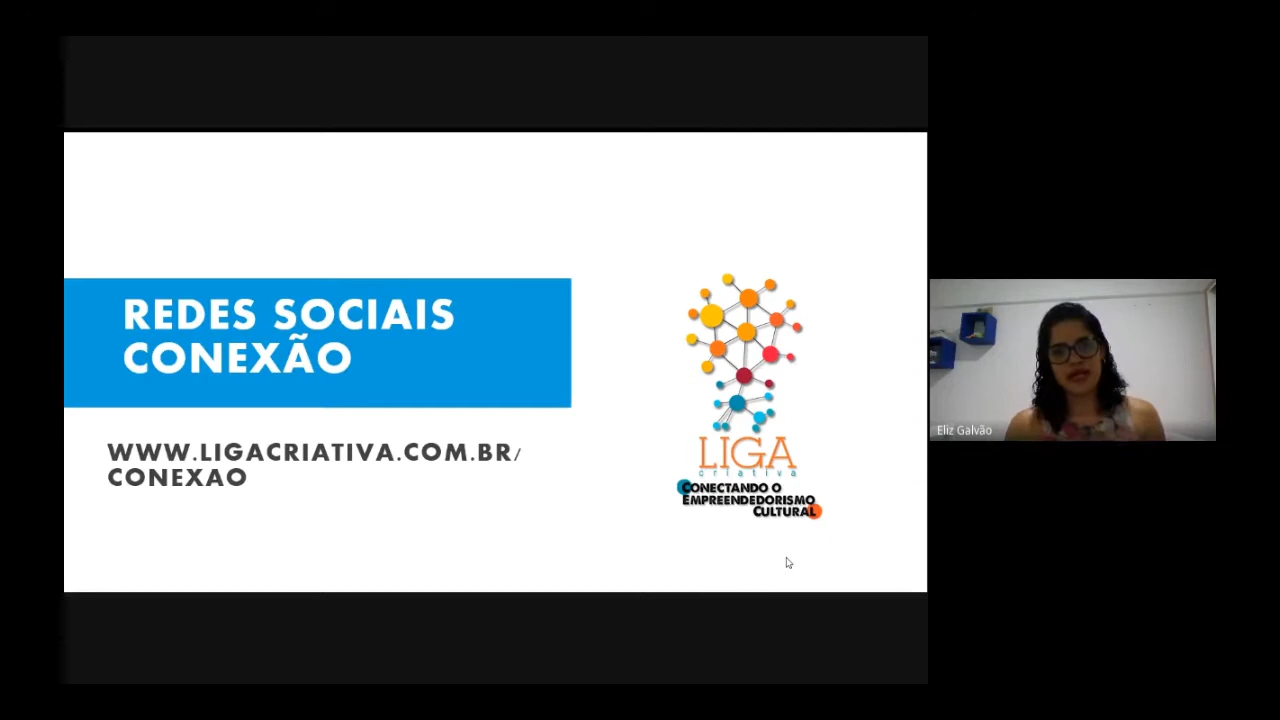 REDES SOCIAIS
CONEXÃO
WWW.LIGACRIATIVA.COM.BR/
CONEXAO
LIGA
criativa
CONECTANDO O
EMPREENDEDORISMO
CULTURAL
Eliz Galvão